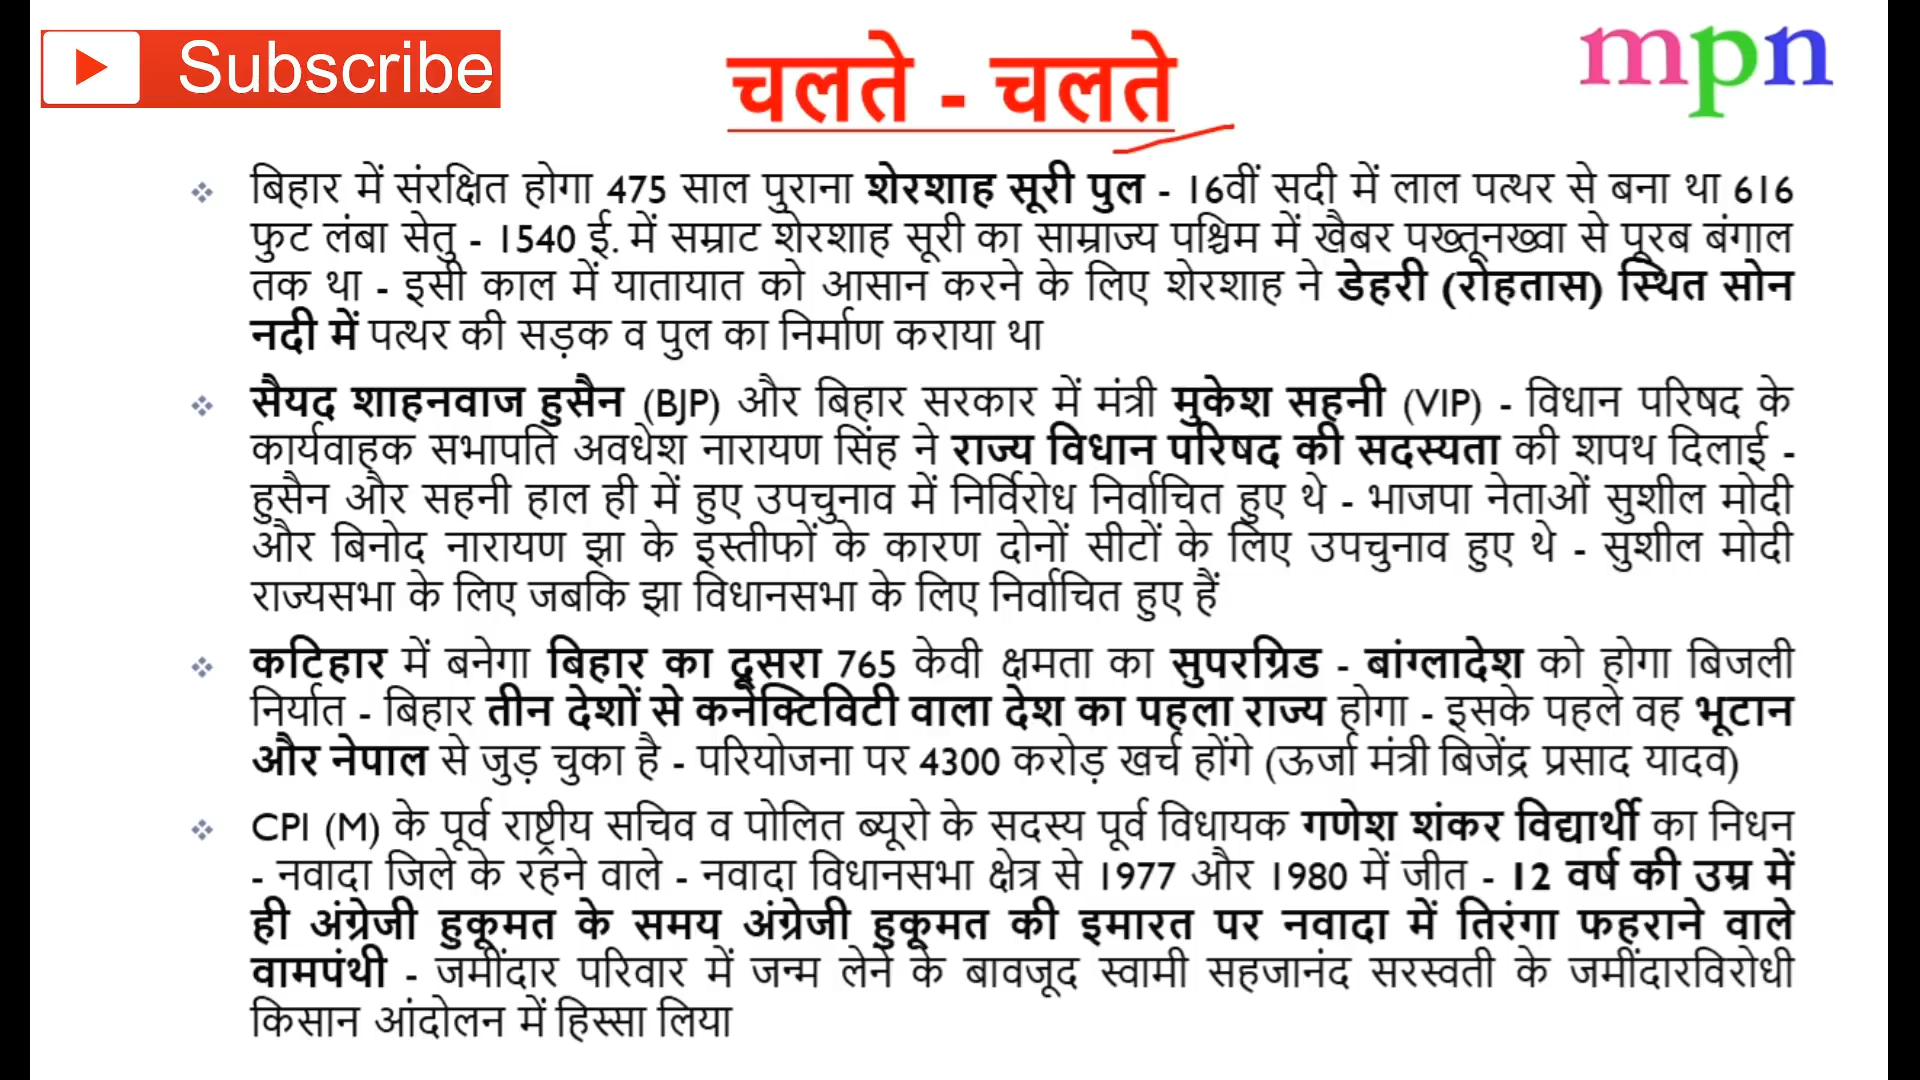 Subscribe
चलते - चलते
mpn
❖ बिहार में संरक्षित होगा 475 साल पुराना शेरशाह सूरी पुल - 16वीं सदी में लाल पत्थर से बना था 616
फुट लंबा सेतु - 1540 ई. में सम्राट शेरशाह सूरी का साम्राज्य पश्चिम में खैबर पख्तूनख्वा से पूरब बंगाल
तक था - इसी काल में यातायात को आसान करने के लिए शेरशाह ने डेहरी (रोहतास) स्थित सोन
नदी में पत्थर की सड़क व पुल का निर्माण कराया था
❖ सैयद शाहनवाज हुसैन (BJP) और बिहार सरकार में मंत्री मुकेश सहनी (VIP) - विधान परिषद के
कार्यवाहक सभापति अवधेश नारायण सिंह ने राज्य विधान परिषद की सदस्यता की शपथ दिलाई -
हुसैन और सहनी हाल ही में हुए उपचुनाव में निर्विरोध निर्वाचित हुए थे - भाजपा नेताओं सुशील मोदी
और बिनोद नारायण झा के इस्तीफों के कारण दोनों सीटों के लिए उपचुनाव हुए थे - सुशील मोदी
राज्यसभा के लिए जबकि झा विधानसभा के लिए निर्वाचित हुए हैं
❖ कटिहार में बनेगा बिहार का दूसरा 765 केवी क्षमता का सुपरग्रिड - बांग्लादेश को होगा बिजली
निर्यात - बिहार तीन देशों से कनेक्टिविटी वाला देश का पहला राज्य होगा - इसके पहले वह भूटान
और नेपाल से जुड़ चुका है - परियोजना पर 4300 करोड़ खर्च होंगे (ऊर्जा मंत्री बिजेंद्र प्रसाद यादव)
❖ CPI (M) के पूर्व राष्ट्रीय सचिव व पोलित ब्यूरो के सदस्य पूर्व विधायक गणेश शंकर विद्यार्थी का निधन
- नवादा जिले के रहने वाले - नवादा विधानसभा क्षेत्र से 1977 और 1980 में जीत - 12 वर्ष की उम्र में
ही अंग्रेजी हुकूमत के समय अंग्रेजी हुकूमत की इमारत पर नवादा में तिरंगा फहराने वाले
वामपंथी - जमींदार परिवार में जन्म लेने के बावजूद स्वामी सहजानंद सरस्वती के जमींदारविरोधी
किसान आंदोलन में हिस्सा लिया